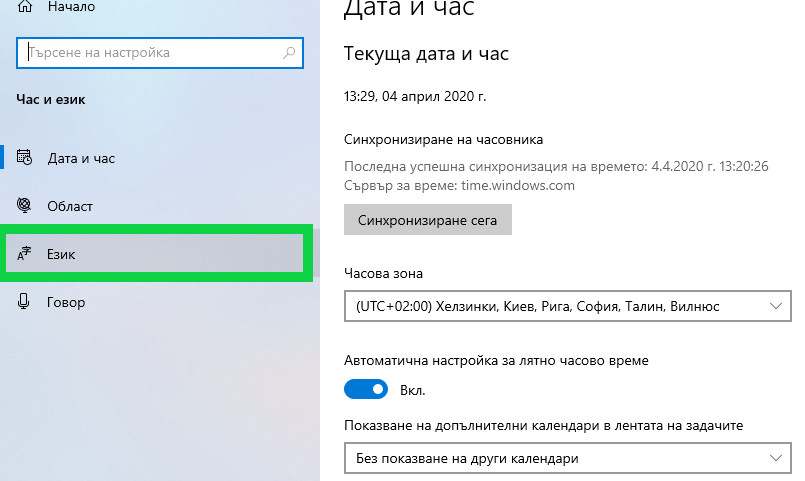 Начало
Търсене на настройка
Час и език
Дата и час
Област
Език
Говор
Дата и час
Текуща дата и час
13:29, 04 април 2020 г.
Синхронизиране на часовника
Последна успешна синхронизация на времето: 4.4.2020 г. 13:20:26
Сървър за време: time.windows.com
Синхронизиране сега
Часова зона
(UTC+02:00) Хелзинки, Киев, Рига, София, Талин, Вилнюс
Автоматична настройка за лятно часово време
Вкл.
Показване на допълнителни календари в лентата на задачите
Без показване на други календари